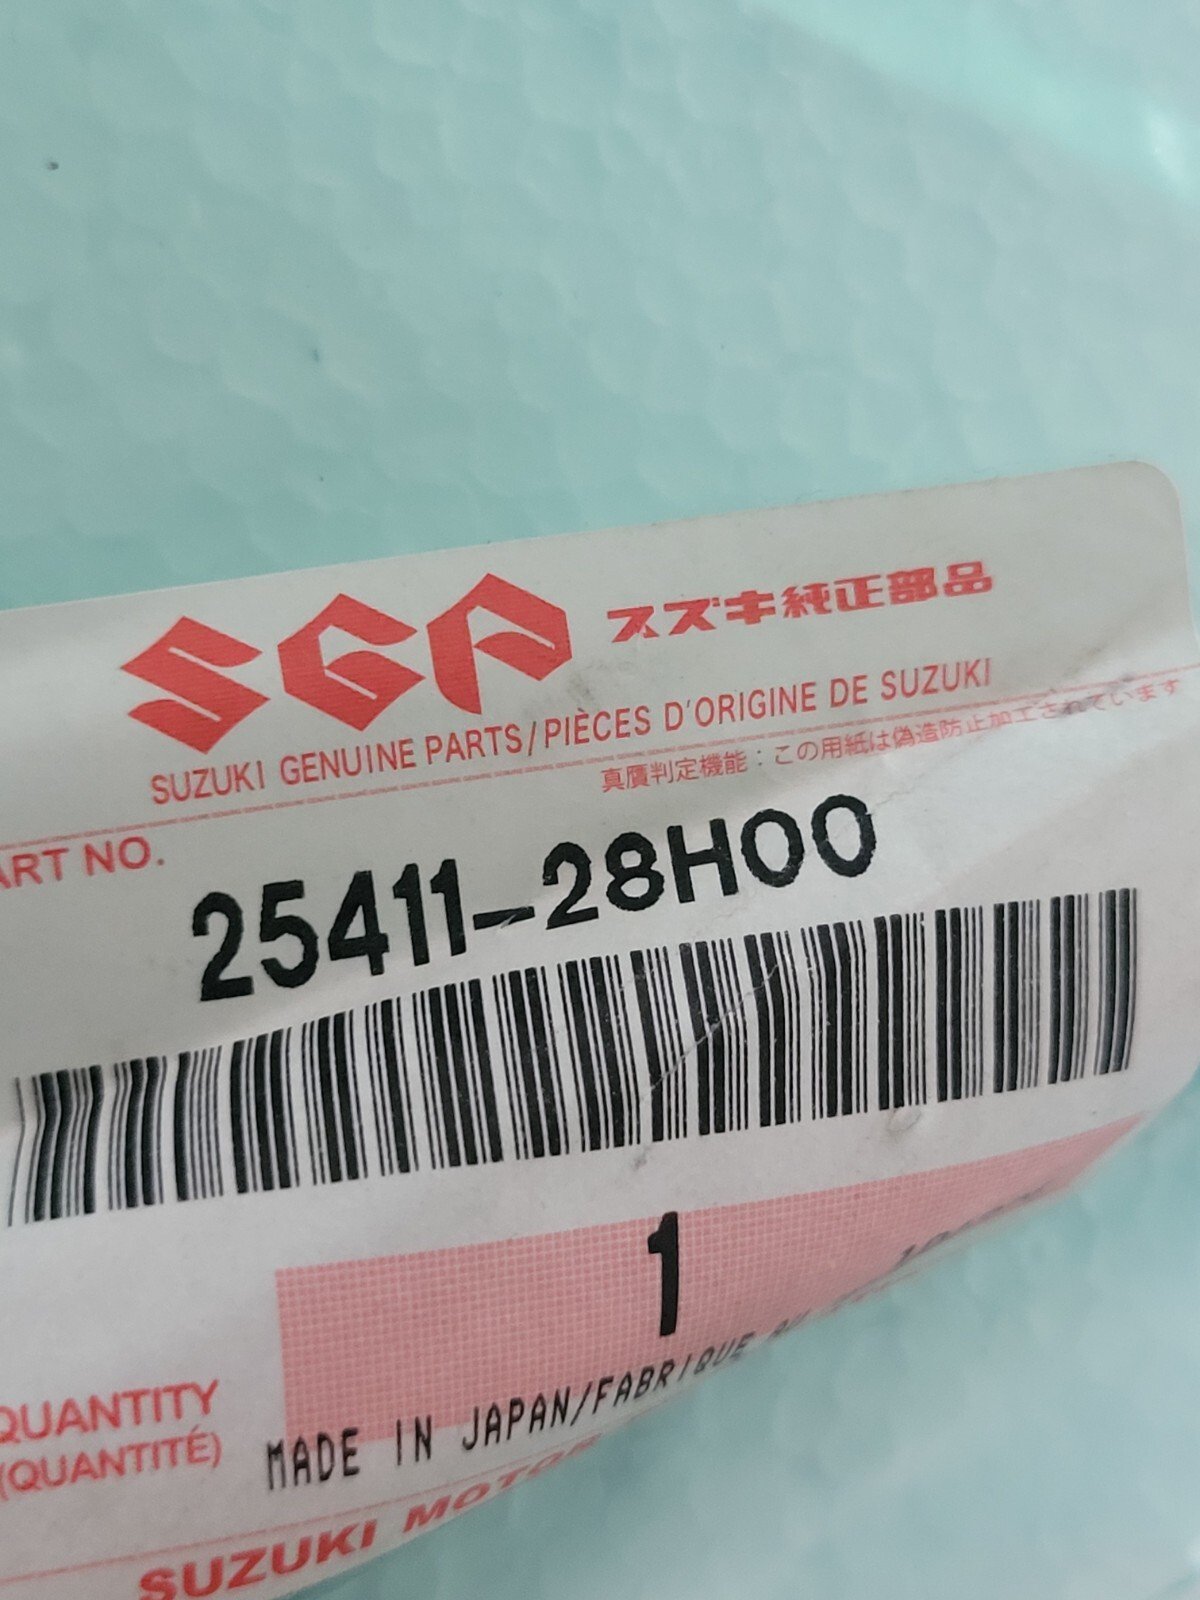 SGP スズキ純正部品
SUZUKI GENUINE PARTS/PIÈCES D'ORIGINE DE SUZUKI
真贋判定機能：この用紙は偽造防止加工されています
ART NO.
25411-28H00
1
QUANTITY
(QUANTITÉ)
MADE IN JAPAN/FABRIQUE AU
SUZUKI MOTOR